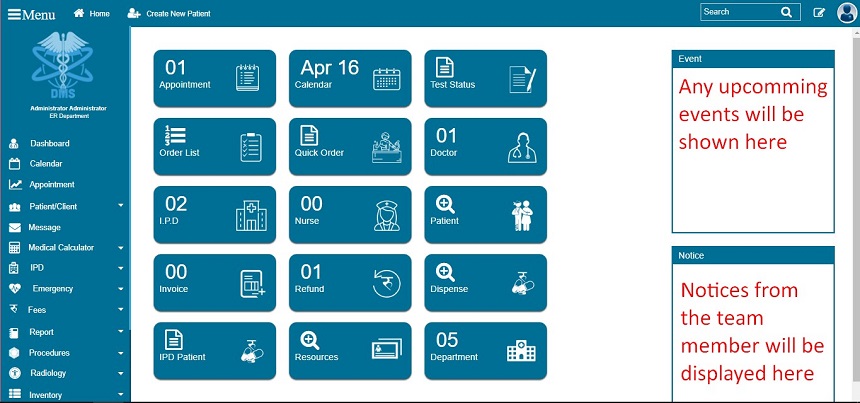 Menu
Home
Create New Patient
Search
DMS
Administrator Administrator
ER Department
Dashboard
Calendar
Appointment
Patient/Client
Message
Medical Calculator
IPD
Emergency
Fees
Report
Procedures
Radiology
Inventory
01
Appointment
Apr 16
Calendar
Test Status
Order List
Quick Order
01
Doctor
02
I.P.D
00
Nurse
Patient
00
Invoice
01
Refund
Dispense
IPD Patient
Resources
05
Department
Event
Any upcomming
events will be
shown here
Notice
Notices from
the team
member will be
displayed here